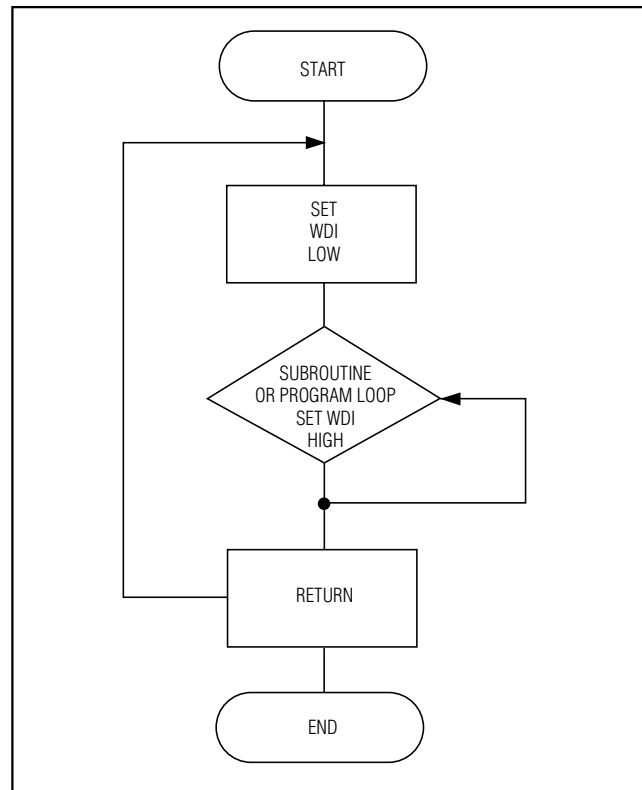 START
SET
WDI
LOW
SUBROUTINE
OR PROGRAM LOOP
SET WDI
HIGH
RETURN
END